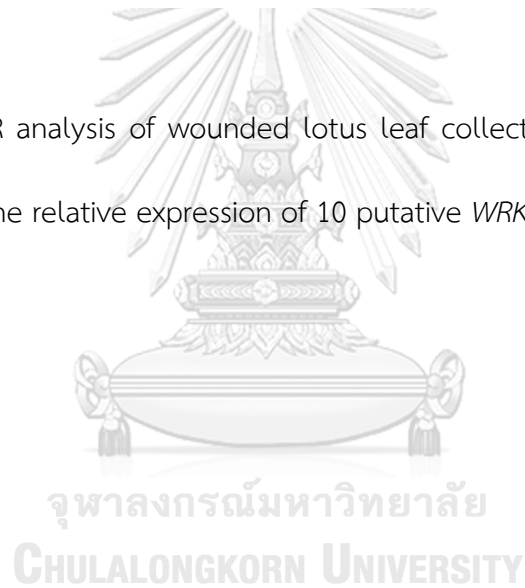 R analysis of wounded lotus leaf collect
ne relative expression of 10 putative WRK
จุฬาลงกรณ์มหาวิทยาลัย
CHULALONGKORN UNIVERSITY